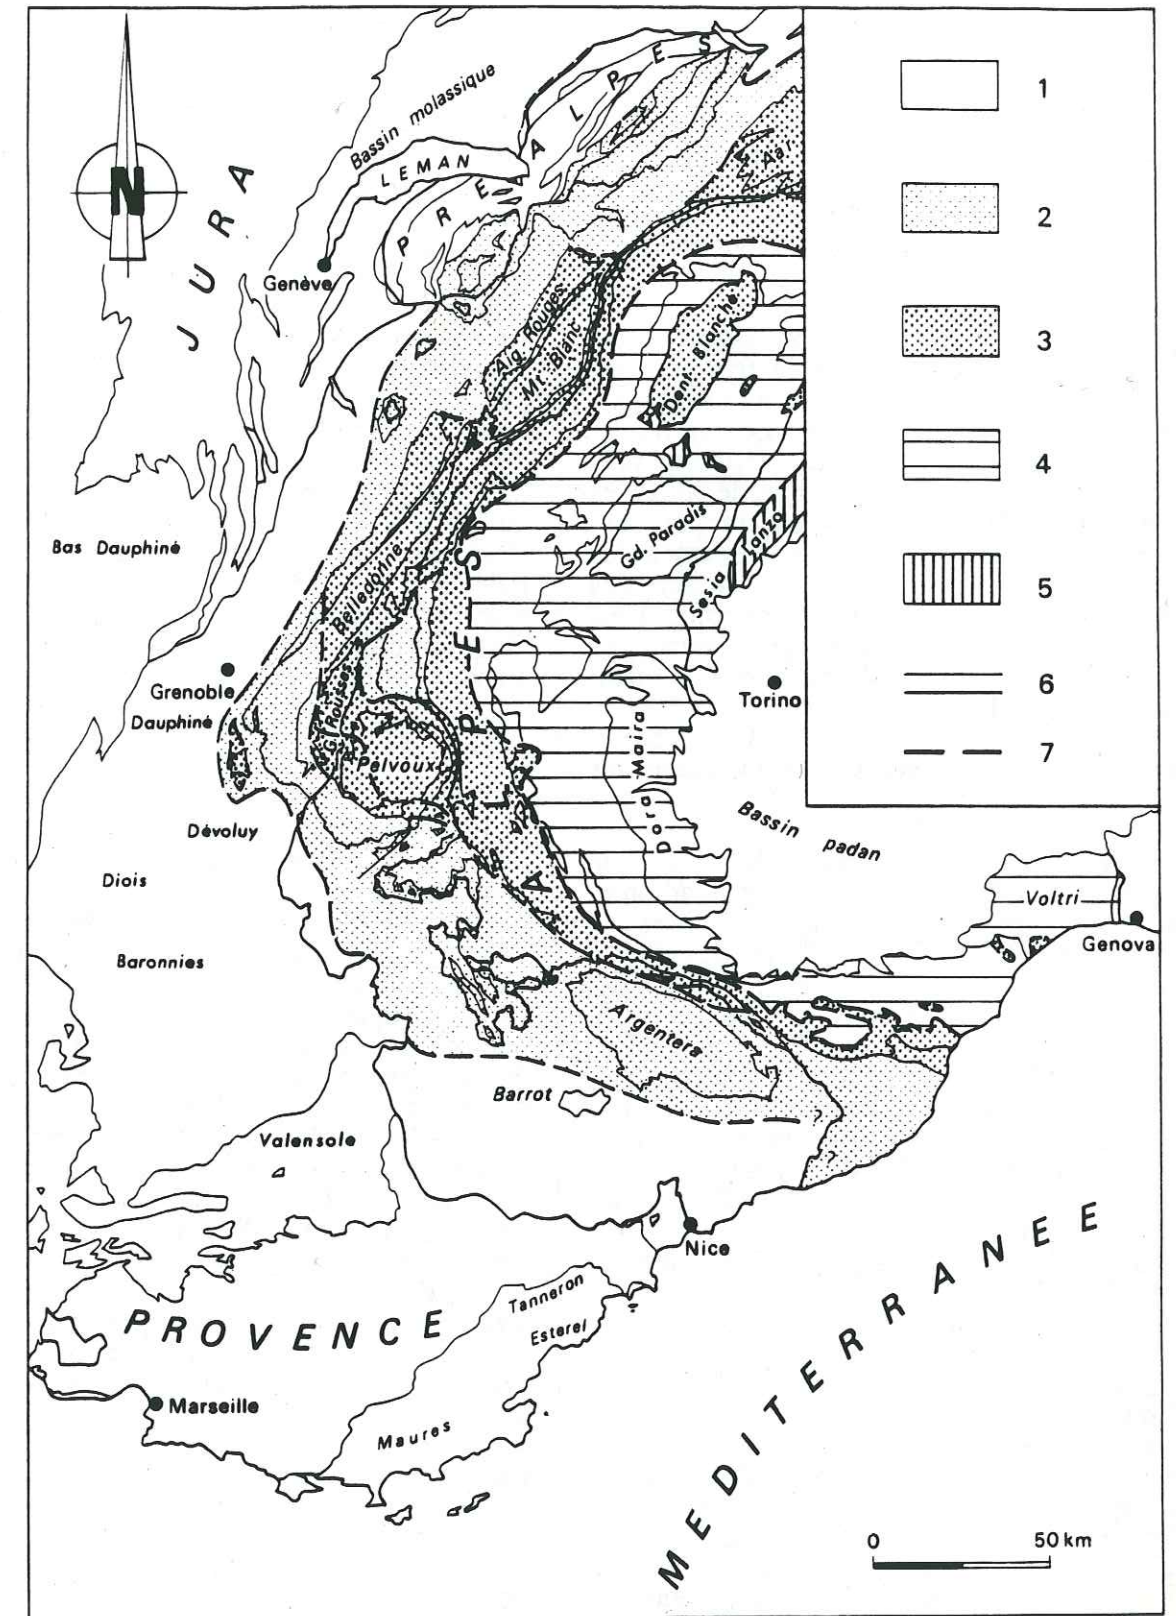 PREALPES
1
Bassin molassique
LEMAN
Aar
N
JURA
2
Genève
Aig. Rouges
Mt. Blanc
Dent Blanche
3
4
Gd. Paradis
Lanzo
Sesia
Bas Dauphiné
Belledonne
ALPES
5
Grenoble
Dauphiné
G. Rousses
Pelvoux
Torino
6
7
Dora Maira
Dévoluy
Bassin padan
Diois
Voltri
Genova
Baronnies
Argentera
Barrot
?
?
Valensole
Nice
PROVENCE
Tanneron
Esterel
Marseille
Maures
MEDITERRANEE
0 50 km